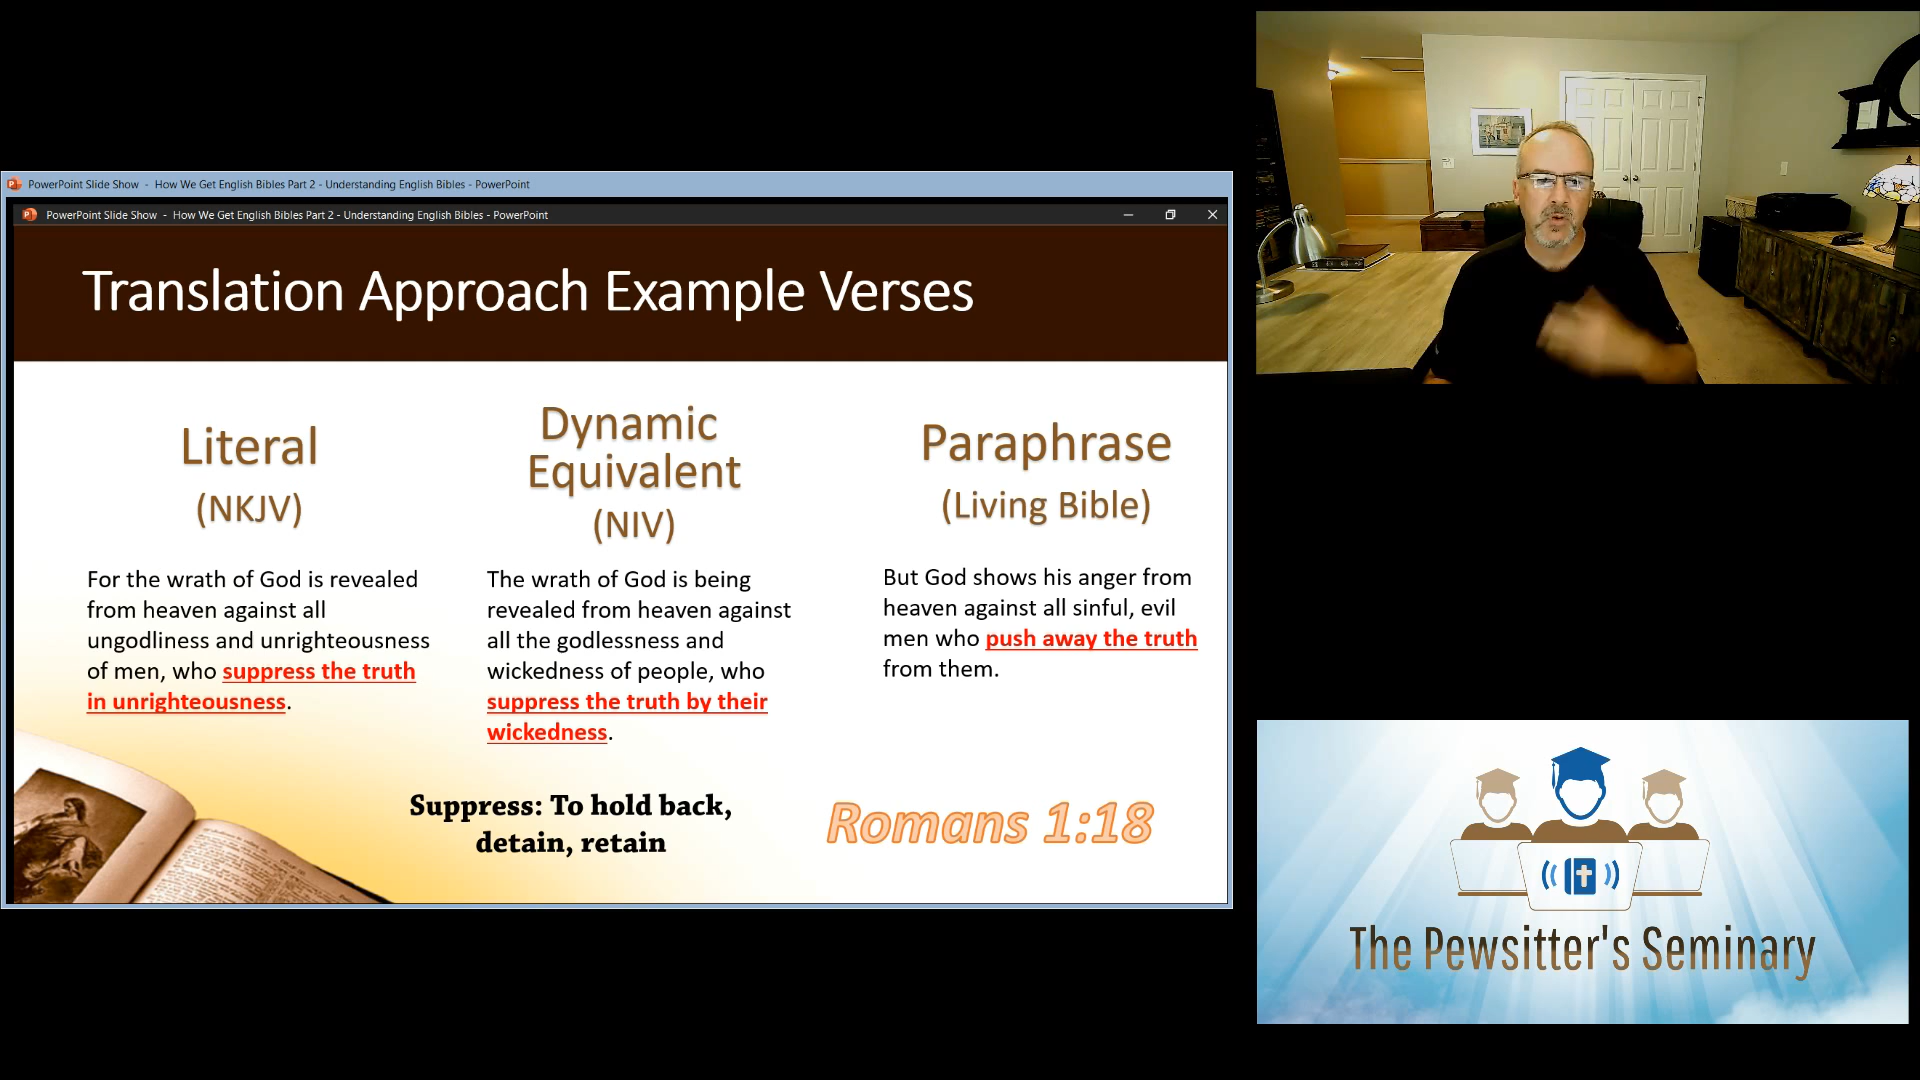 PowerPoint Slide Show - How We Get English Bibles Part 2 - Understanding English Bibles - PowerPoint
PowerPoint Slide Show - How We Get English Bibles Part 2 - Understanding English Bibles - PowerPoint
Translation Approach Example Verses
Literal
(NKJV)
For the wrath of God is revealed
from heaven against all
ungodliness and unrighteousness
of men, who suppress the truth
in unrighteousness.
Dynamic
Equivalent
(NIV)
The wrath of God is being
revealed from heaven against
all the godlessness and
wickedness of people, who
suppress the truth by their
wickedness.
Paraphrase
(Living Bible)
But God shows his anger from
heaven against all sinful, evil
men who push away the truth
from them.
Suppress: To hold back,
detain, retain
Romans 1:18
The Pewsitter's Seminary